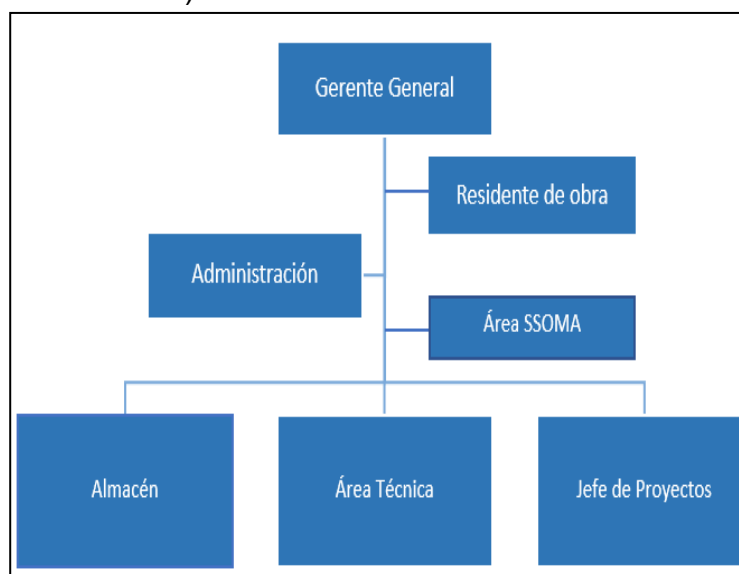 Gerente General
Residente de obra
Administración
Área SSOMA
Almacén
Área Técnica
Jefe de Proyectos